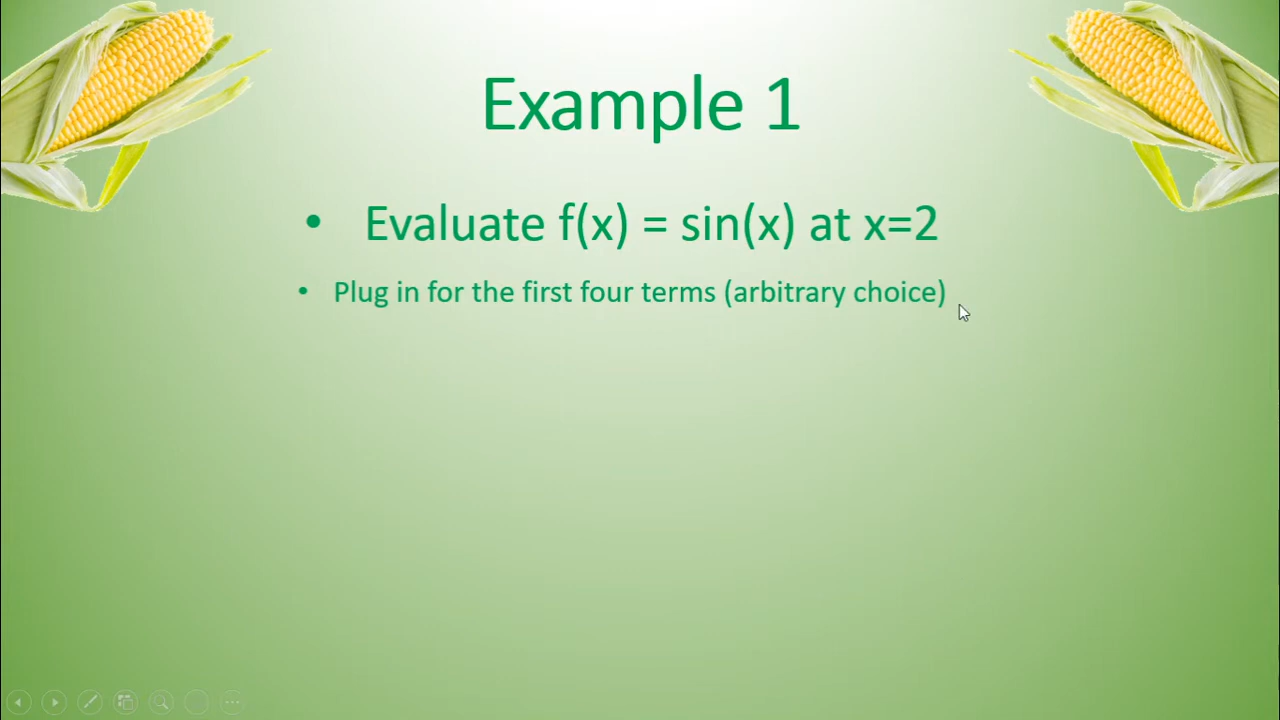 Example 1
• Evaluate f(x) = sin(x) at x=2
• Plug in for the first four terms (arbitrary choice)